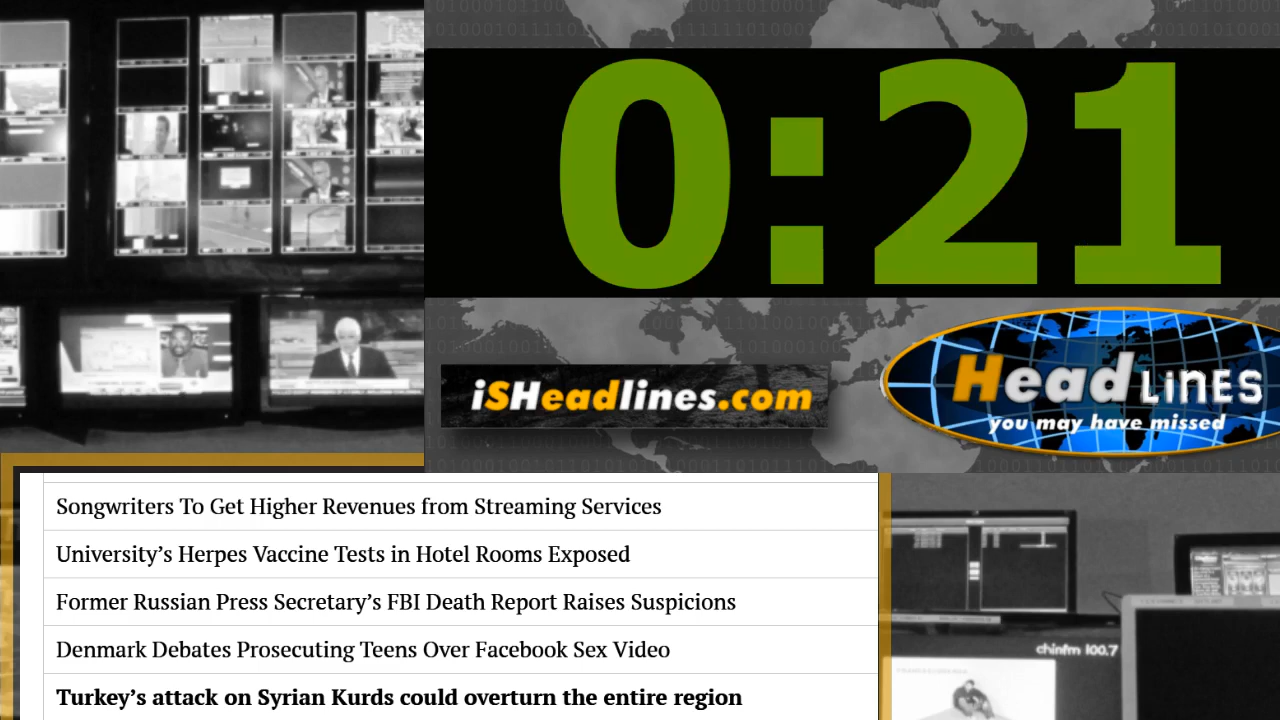 0:21
iSHeadlines.com
HeadLINES
you may have missed
Songwriters To Get Higher Revenues from Streaming Services
University’s Herpes Vaccine Tests in Hotel Rooms Exposed
Former Russian Press Secretary’s FBI Death Report Raises Suspicions
Denmark Debates Prosecuting Teens Over Facebook Sex Video
Turkey’s attack on Syrian Kurds could overturn the entire region
chinfm 100.7